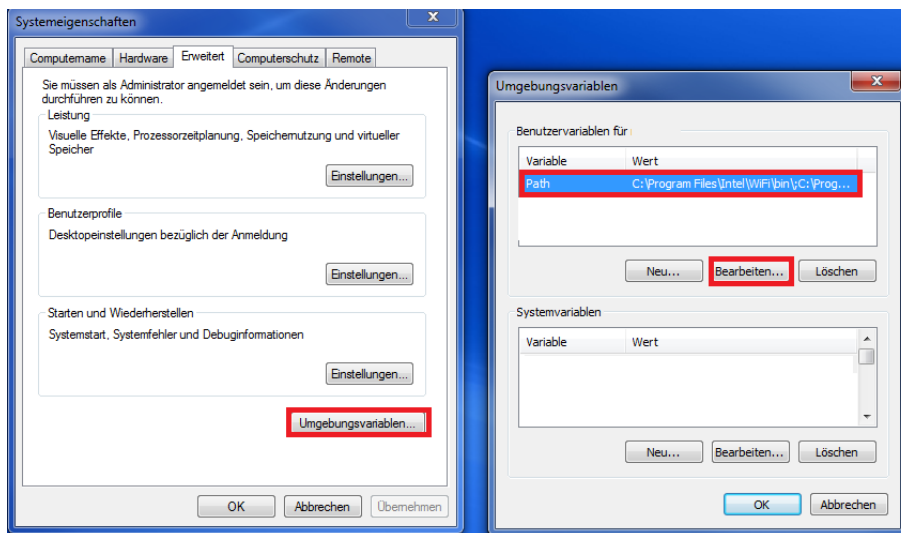 Systemeigenschaften
x
Computername Hardware Erweitert Computerschutz Remote
Sie müssen als Administrator angemeldet sein, um diese Änderungen
durchführen zu können.
Leistung
Visuelle Effekte, Prozessorzeitplanung, Speichernutzung und virtueller
Speicher
Einstellungen...
Benutzerprofile
Desktopeinstellungen bezüglich der Anmeldung
Einstellungen...
Starten und Wiederherstellen
Systemstart, Systemfehler und Debuginformationen
Einstellungen...
Umgebungsvariablen...
OK Abbrechen Übernehmen
Umgebungsvariablen
x
Benutzervariablen für
Variable Wert
Path C:\Program Files\Intel\WiFi\bin\;C:\Prog...
Neu... Bearbeiten... Löschen
Systemvariablen
Variable Wert
Neu... Bearbeiten... Löschen
OK Abbrechen